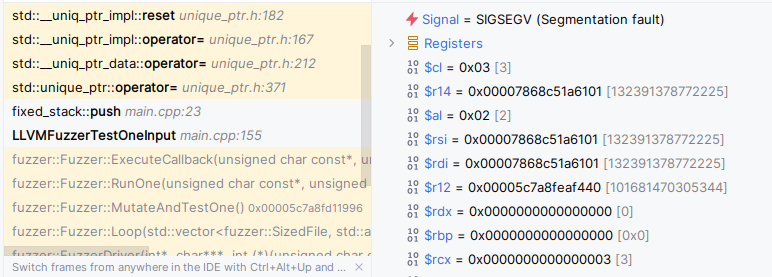 std::__uniq_ptr_impl::reset unique_ptr.h:182
std::__uniq_ptr_impl::operator= unique_ptr.h:167
std::__uniq_ptr_data::operator= unique_ptr.h:212
std::unique_ptr::operator= unique_ptr.h:371
fixed_stack::push main.cpp:23
LLVMFuzzerTestOneInput main.cpp:155
fuzzer::Fuzzer::ExecuteCallback(unsigned char const*, un
fuzzer::Fuzzer::RunOne(unsigned char const*, unsigned
fuzzer::Fuzzer::MutateAndTestOne() 0x00005c7a8fd11996
fuzzer::Fuzzer::Loop(std::vector<fuzzer::SizedFile, std::a
fuzzer::FuzzerDriver(int*, char***, int (*)(unsigned char c
Switch frames from anywhere in the IDE with Ctrl+Alt+Up and ...
Signal = SIGSEGV (Segmentation fault)
Registers
$cl = 0x03 [3]
$r14 = 0x00007868c51a6101 [132391378772225]
$al = 0x02 [2]
$rsi = 0x00007868c51a6101 [132391378772225]
$rdi = 0x00007868c51a6101 [132391378772225]
$r12 = 0x00005c7a8feaf440 [101681470305344]
$rdx = 0x0000000000000000 [0]
$rbp = 0x0000000000000000 [0x0]
$rcx = 0x0000000000000003 [3]